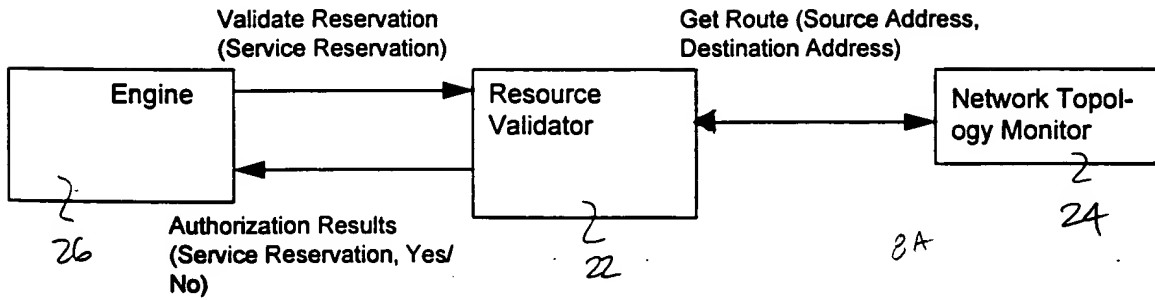 Validate Reservation
(Service Reservation)
Get Route (Source Address,
Destination Address)
Engine
Resource
Validator
Network Topol-
ogy Monitor
Authorization Results
(Service Reservation, Yes/
No)
26
22
8A
24